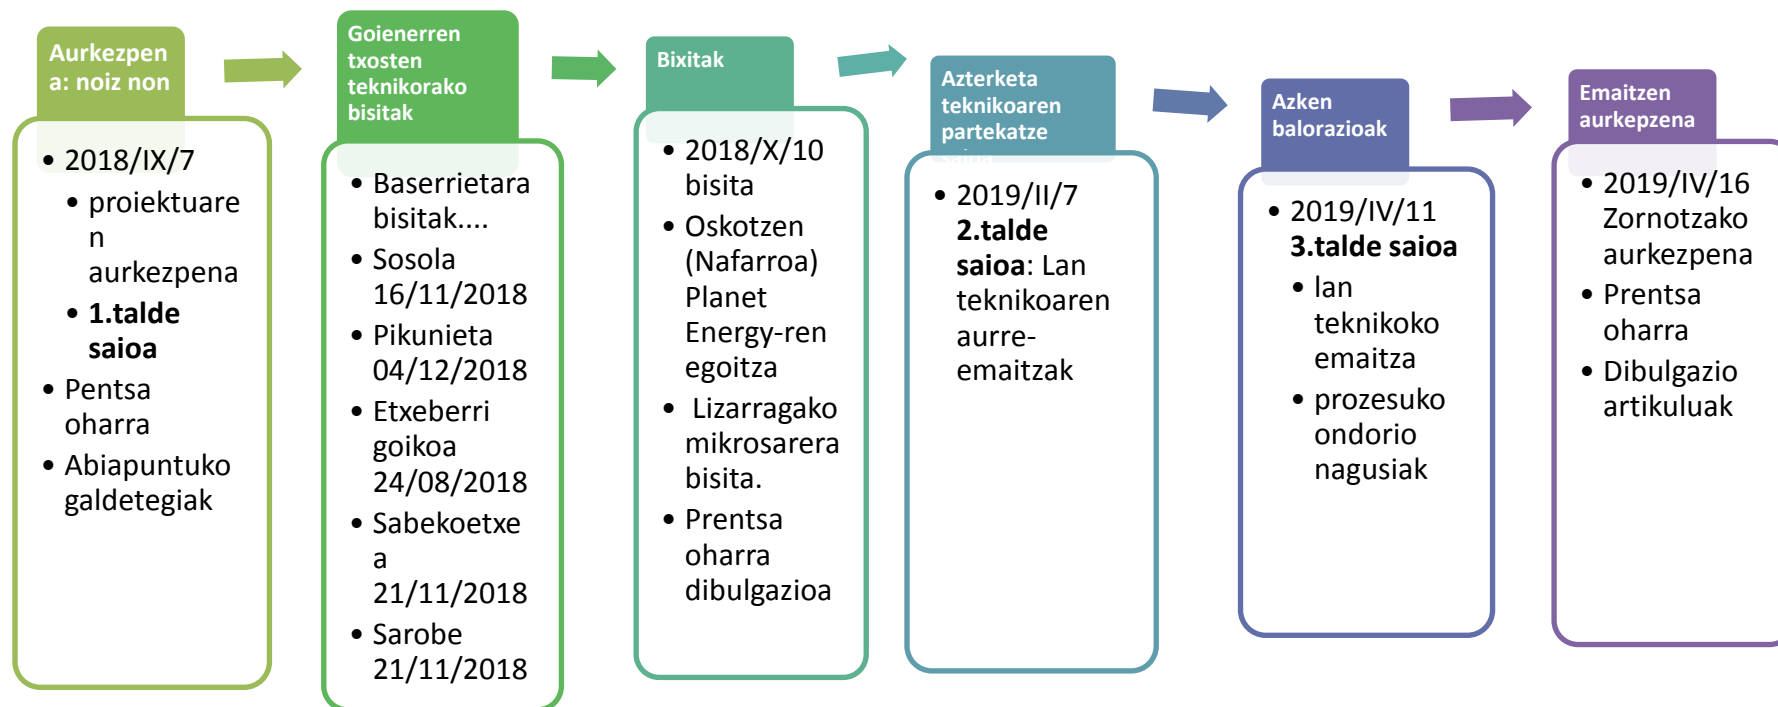 Aurkezpen
a: noiz non
• 2018/IX/7
• proiektuare
n
aurkezpena
• 1.talde
saioa
• Pentsa
oharra
• Abiapuntuko
galdetegiak
Goienerren
txosten
teknikorako
bisitak
• Baserrietara
bisitak....
• Sosola
16/11/2018
• Pikunieta
04/12/2018
• Etxeberri
goikoa
24/08/2018
• Sabekoetxe
a
21/11/2018
• Sarobe
21/11/2018
Bixitak
• 2018/X/10
bisita
• Oskotzen
(Nafarroa)
Planet
Energy-ren
egoitza
• Lizarragako
mikrosarera
bisita.
• Prentsa
oharra
dibulgazioa
Azterketa
teknikoaren
partekatze
saioa
• 2019/II/7
2.talde
saioa: Lan
teknikoaren
aurre-
emaitzak
Azken
balorazioak
• 2019/IV/11
3.talde saioa
• lan
teknikoko
emaitza
• prozesuko
ondorio
nagusiak
Emaitzen
aurkepzena
• 2019/IV/16
Zornotzako
aurkezpena
• Prentsa
oharra
• Dibulgazio
artikuluak